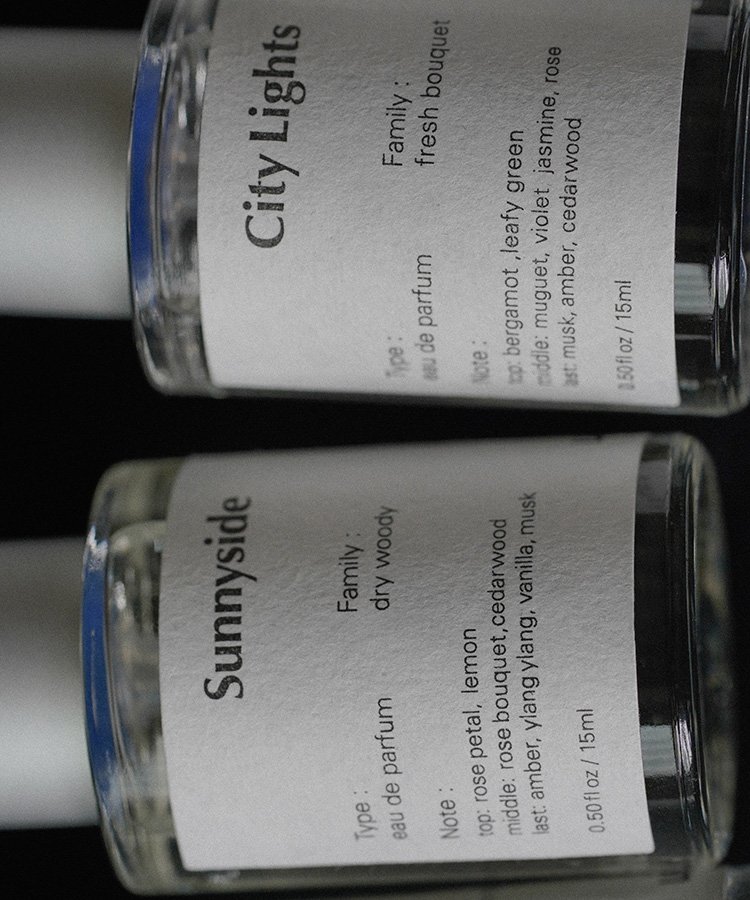 City Lights
Type :
eau de parfum
Family :
fresh bouquet
Note :
top: bergamot ,leafy green
middle: muguet, violet jasmine, rose
last: musk, amber, cedarwood
0.50 fl oz / 15ml
Sunnyside
Type :
eau de parfum
Family :
dry woody
Note :
top: rose petal, lemon
middle: rose bouquet,cedarwood
last: amber, ylang ylang, vanilla, musk
0.50 fl oz / 15ml